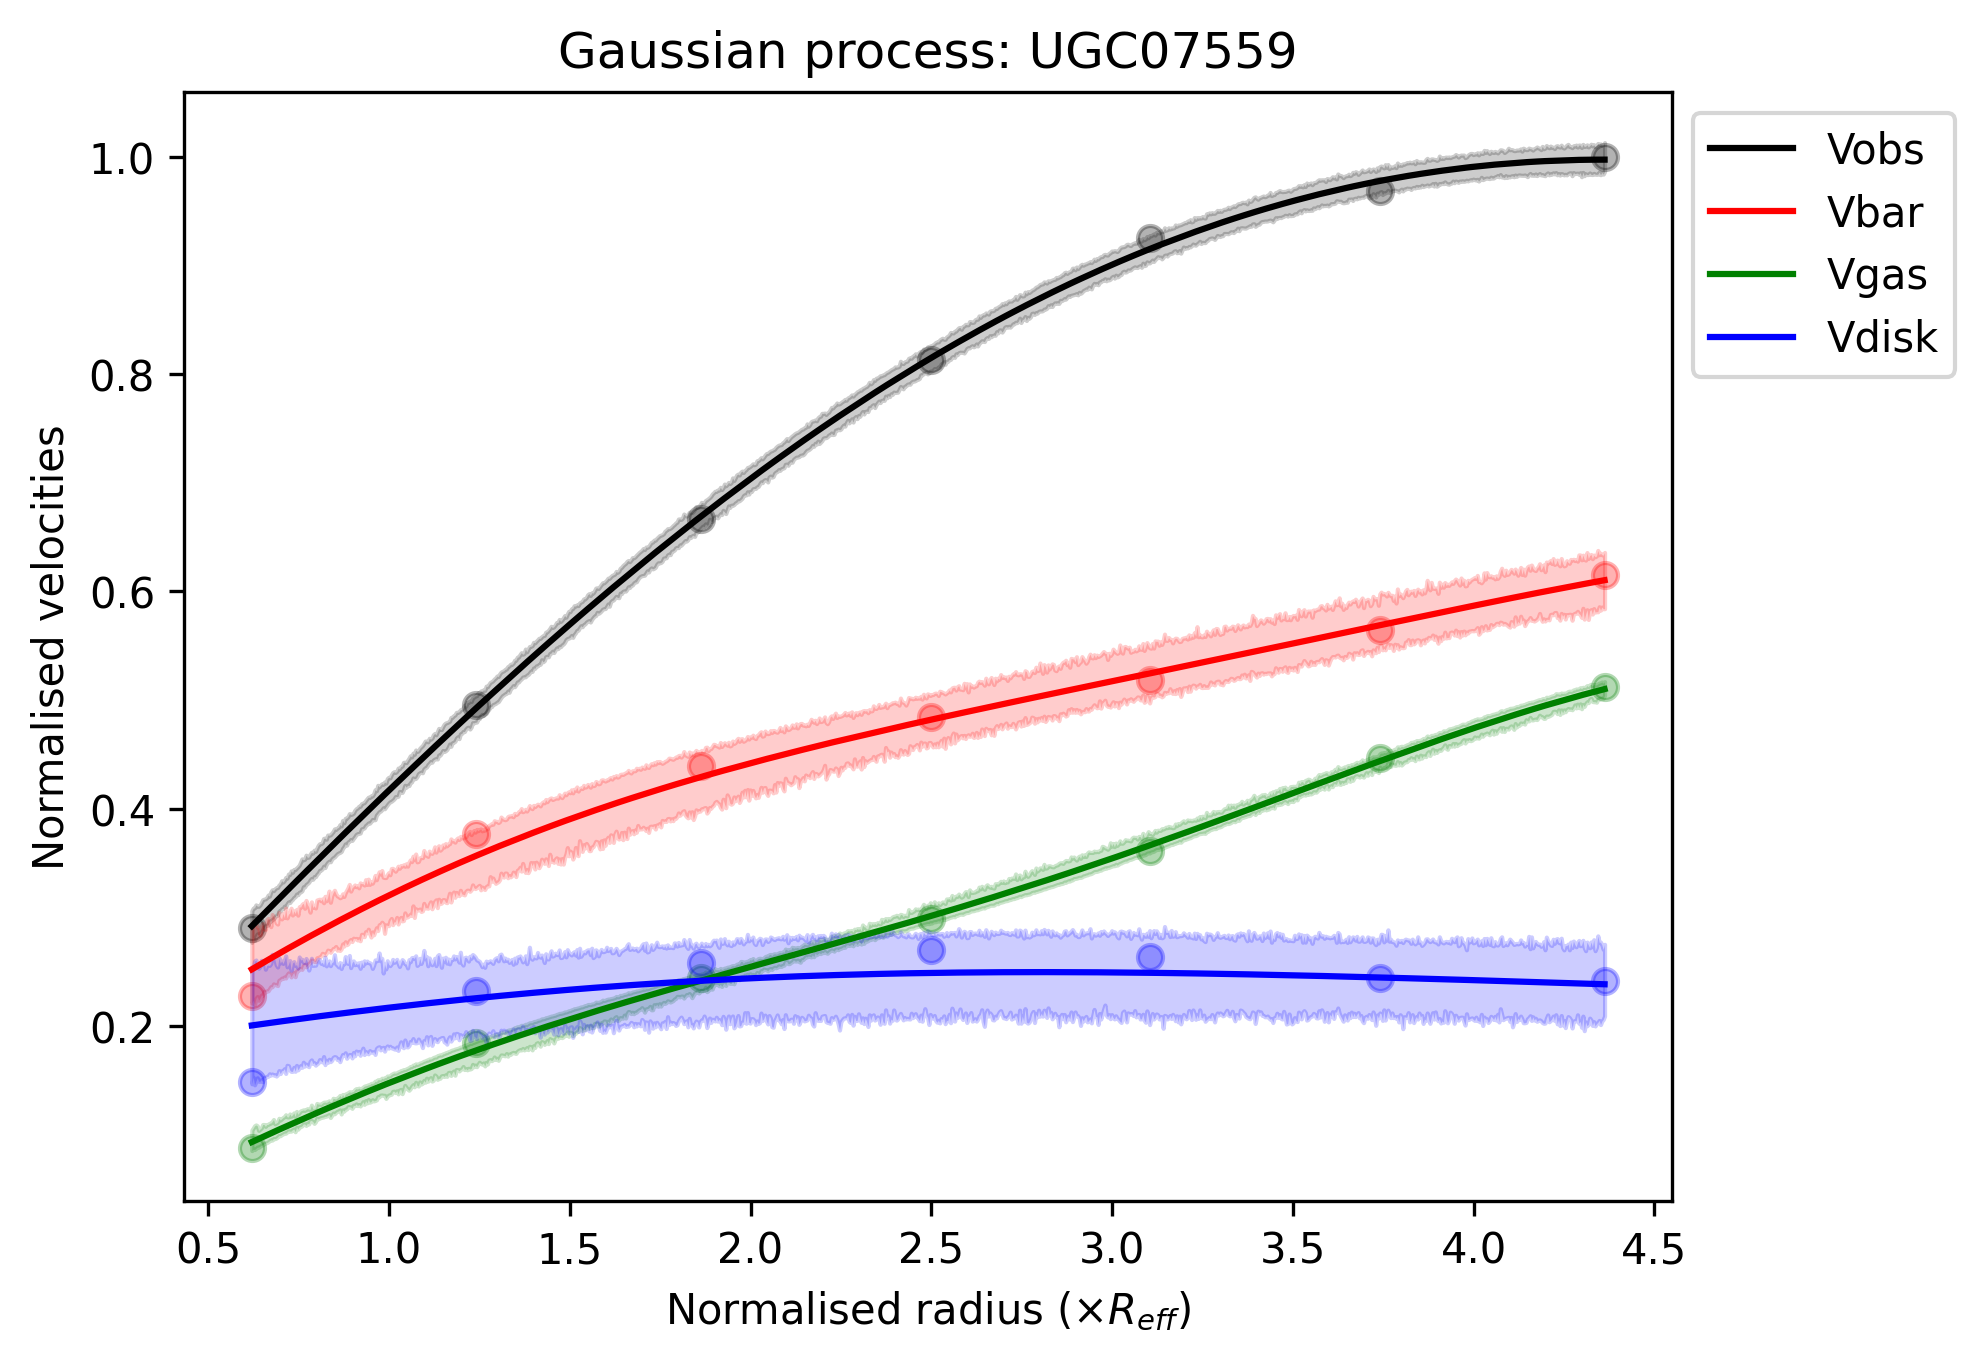 Gaussian process: UGC07559
Vobs
Vbar
Vgas
Vdisk
Normalised velocities
1.0
0.8
0.6
0.4
0.2
0.5 1.0 1.5 2.0 2.5 3.0 3.5 4.0 4.5
Normalised radius (×R_eff)